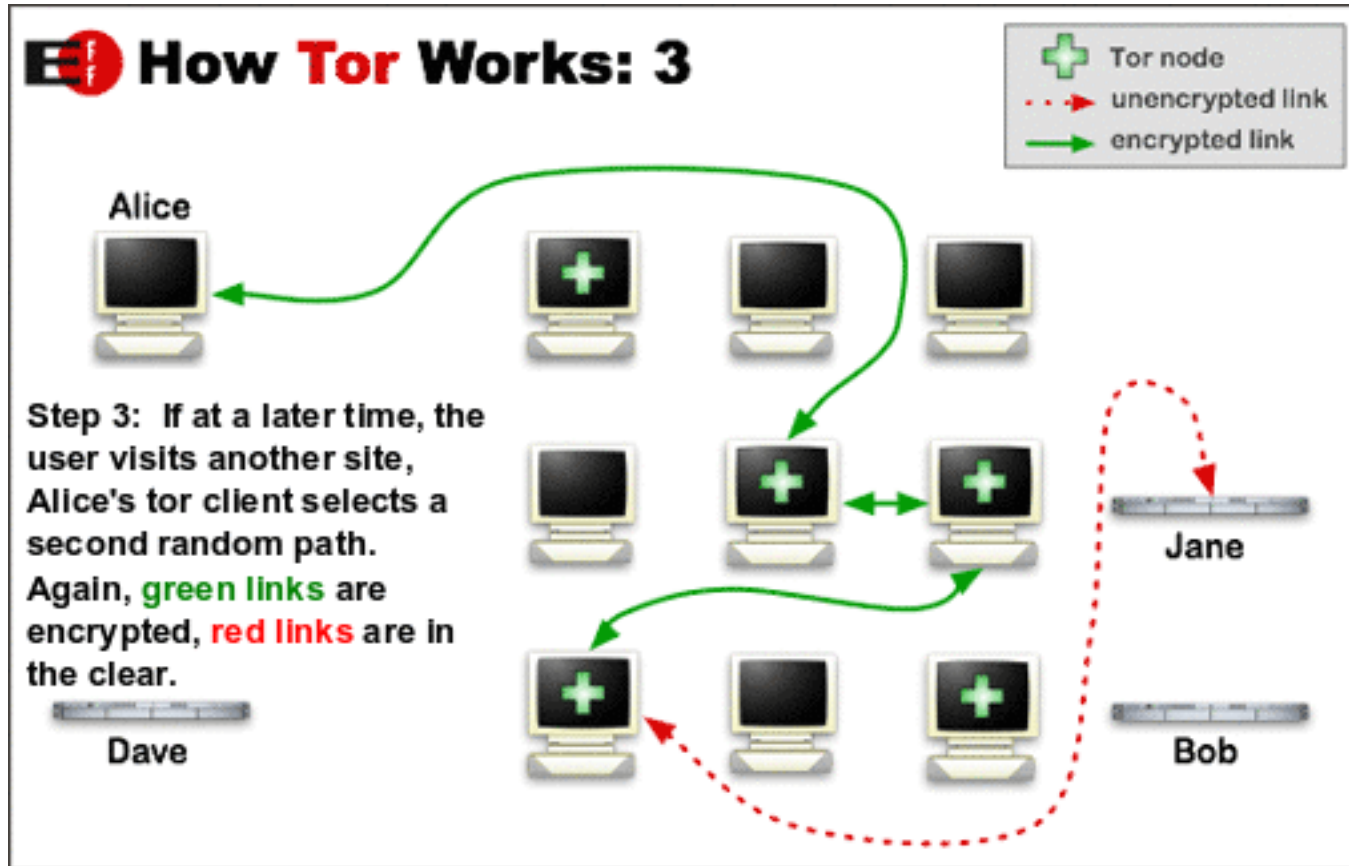 EFF How Tor Works: 3
Tor node
unencrypted link
encrypted link
Alice
Step 3: If at a later time, the
user visits another site,
Alice's tor client selects a
second random path.
Again, green links are
encrypted, red links are in
the clear.
Jane
Dave
Bob